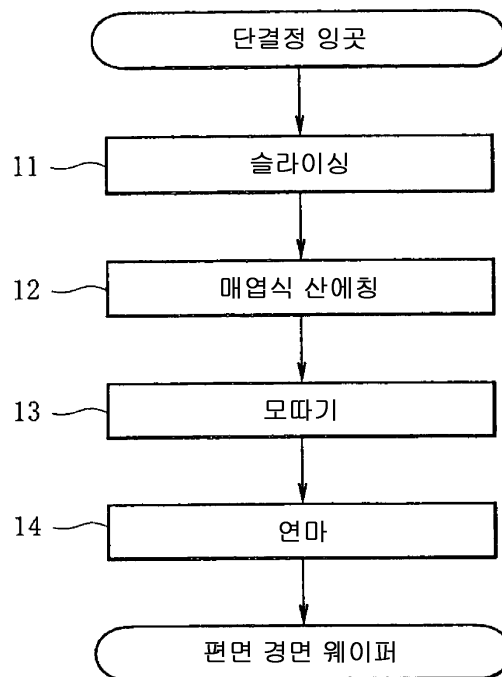 단결정 잉곳
11 슬라이싱
12 매엽식 산에칭
13 모따기
14 연마
편면 경면 웨이퍼